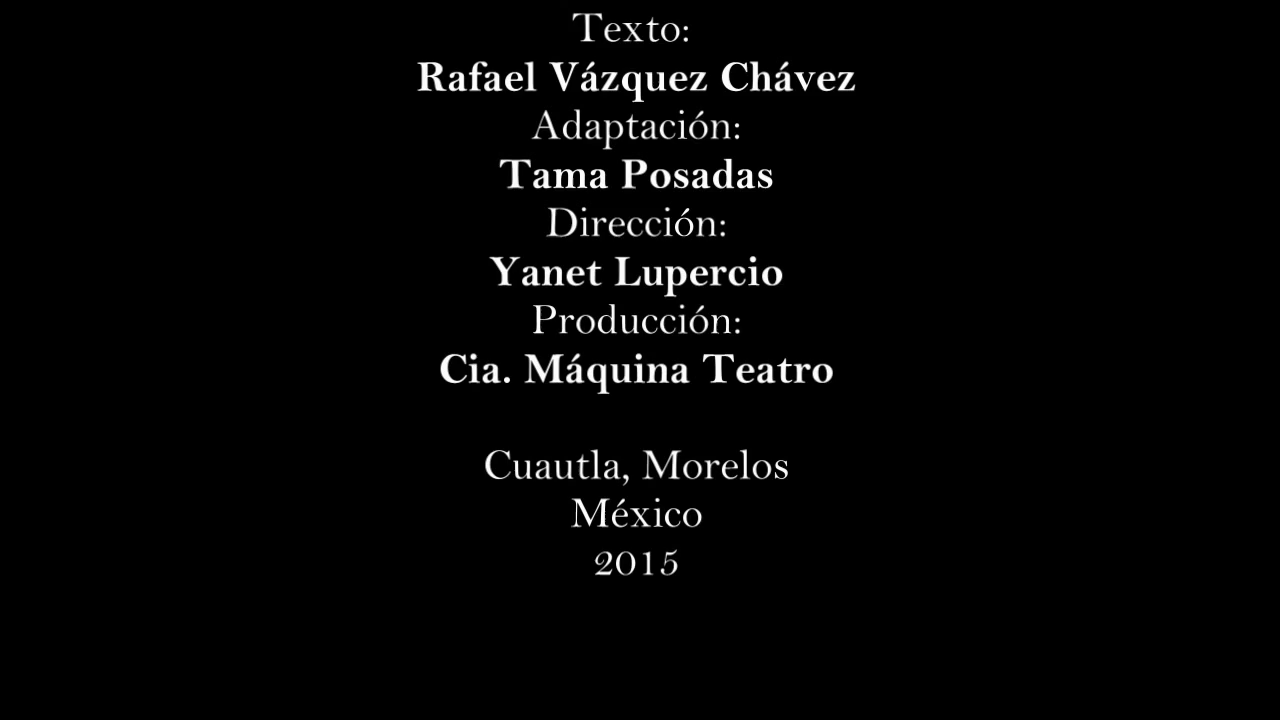 Texto:
Rafael Vázquez Chávez
Adaptación:
Tama Posadas
Dirección:
Yanet Lupercio
Producción:
Cia. Máquina Teatro
Cuautla, Morelos
México
2015